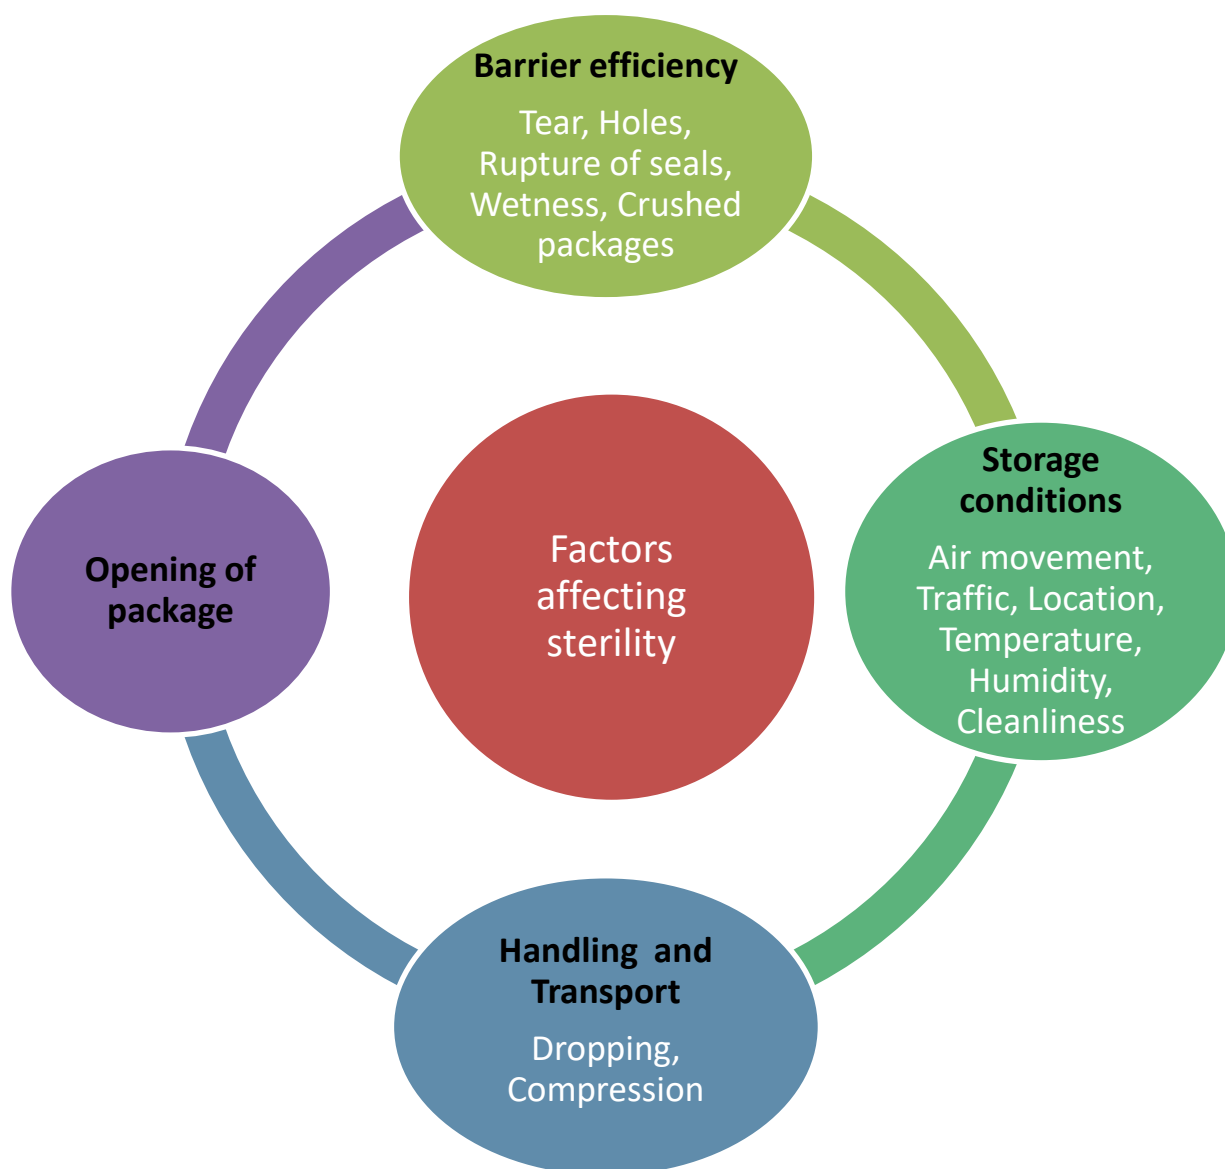 Barrier efficiency
Tear, Holes,
Rupture of seals,
Wetness, Crushed
packages
Storage
conditions
Air movement,
Traffic, Location,
Temperature,
Humidity,
Cleanliness
Factors
affecting
sterility
Opening of
package
Handling  and
Transport
Dropping,
Compression